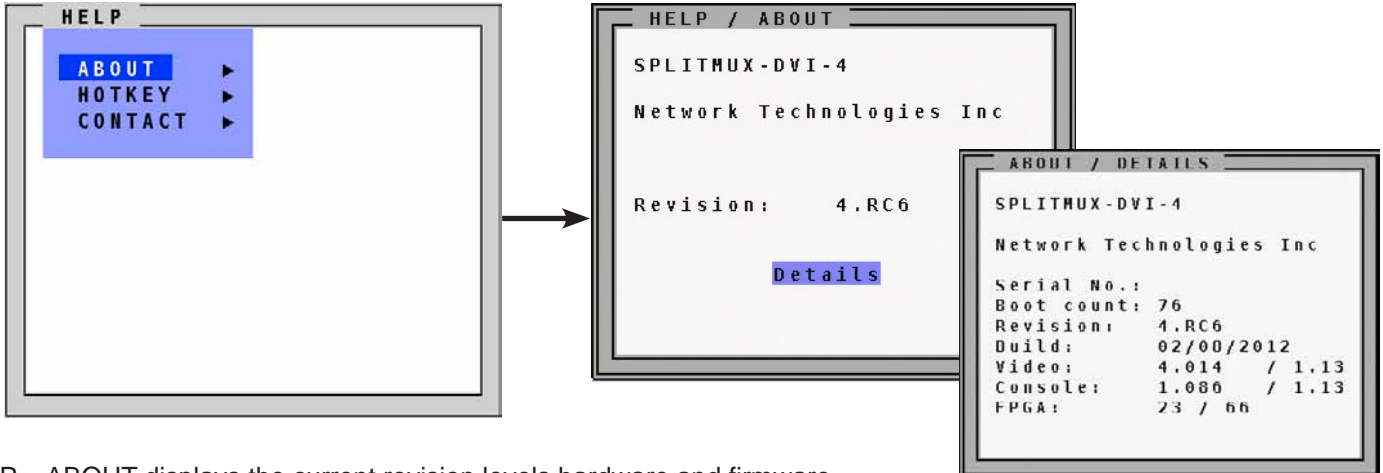 HELP
ABOUT ►
HOTKEY ►
CONTACT ►
HELP / ABOUT
SPLITMUX-DVI-4
Network Technologies Inc
Revision: 4.RC6
Details
ABOUT / DETAILS
SPLITMUX-DVI-4
Network Technologies Inc
Serial No.:
Boot count: 76
Revision: 4.RC6
Duild: 02/00/2012
Video: 4.014 / 1.13
Console: 1.086 / 1.13
FPGA: 23 / 66
ABOUT displays the current revision levels hardware and firmware